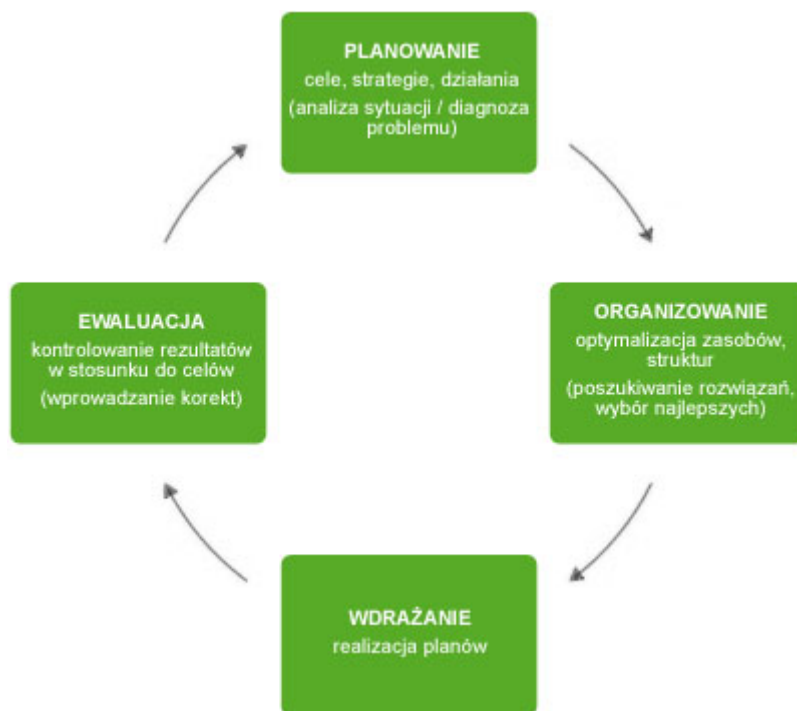 PLANOWANIE
cele, strategie, działania
(analiza sytuacji / diagnoza
problemu)
EWALUACJA
kontrolowanie rezultatów
w stosunku do celów
(wprowadzanie korekt)
ORGANIZOWANIE
optymalizacja zasobów,
struktur
(poszukiwanie rozwiązań,
wybór najlepszych)
WDRAŻANIE
realizacja planów